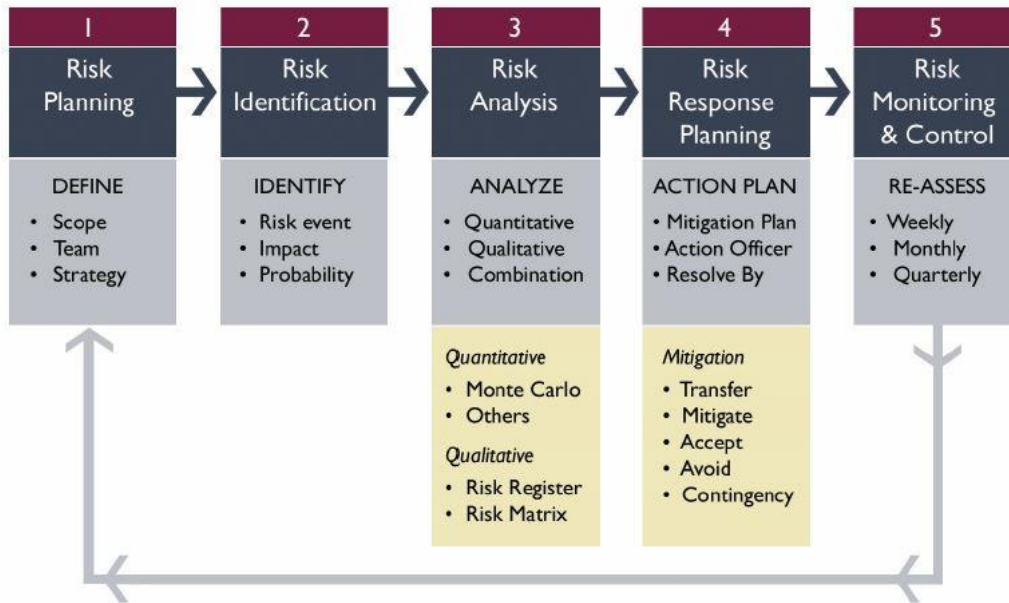 1
Risk
Planning
DEFINE
• Scope
• Team
• Strategy
2
Risk
Identification
IDENTIFY
• Risk event
• Impact
• Probability
3
Risk
Analysis
ANALYZE
• Quantitative
• Qualitative
• Combination
Quantitative
• Monte Carlo
• Others
Qualitative
• Risk Register
• Risk Matrix
4
Risk
Response
Planning
ACTION PLAN
• Mitigation Plan
• Action Officer
• Resolve By
Mitigation
• Transfer
• Mitigate
• Accept
• Avoid
• Contingency
5
Risk
Monitoring
& Control
RE-ASSESS
• Weekly
• Monthly
• Quarterly